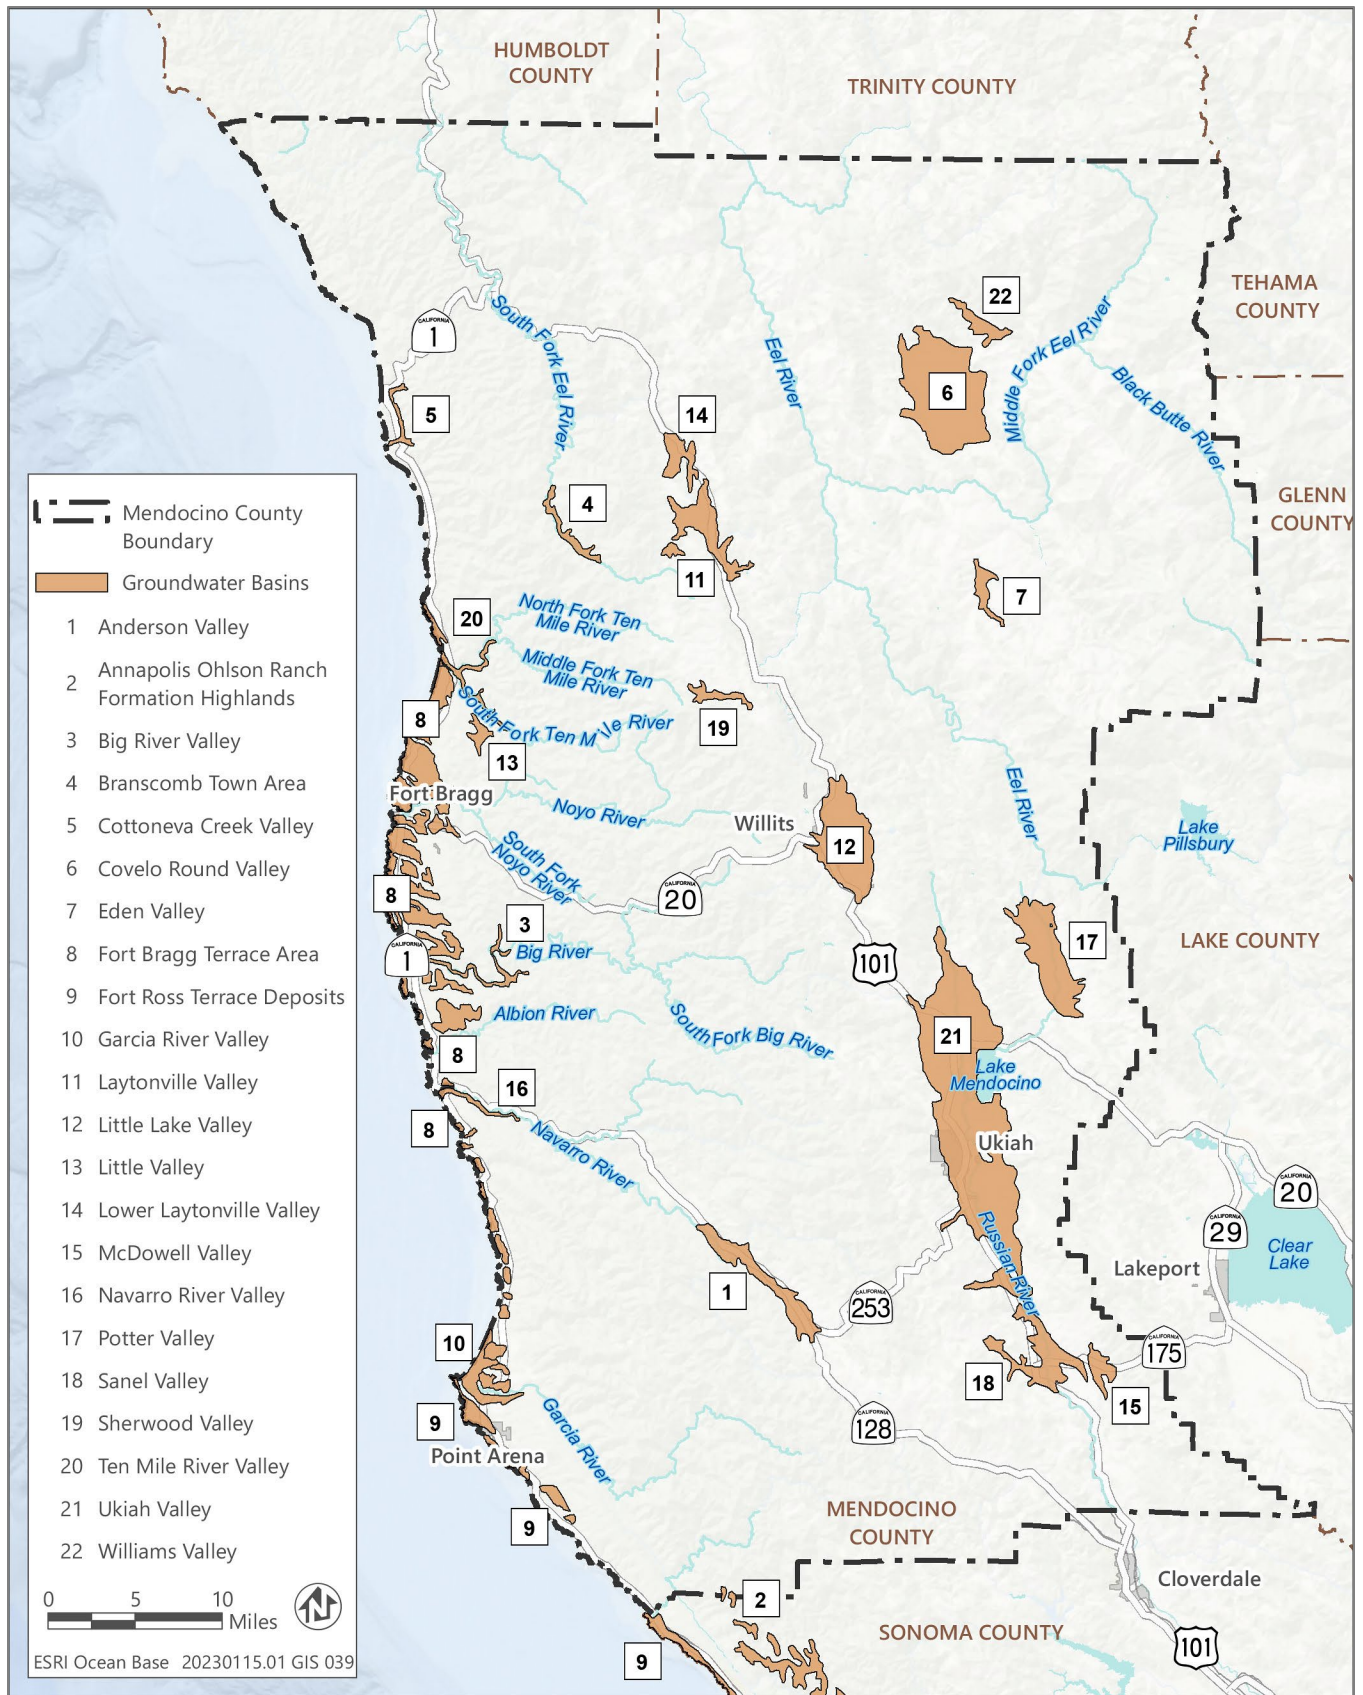 HUMBOLDT
COUNTY
TRINITY COUNTY
TEHAMA
COUNTY
22
CALIFORNIA
1
South Fork Eel River
Eel River
Middle Fork Eel River
Black Butte River
6
5
14
4
GLENN
COUNTY
11
7
20
North Fork Ten
Mile River
Middle Fork Ten
Mile River
South Fork Ten Mile River
8
19
13
Fort Bragg
Noyo River
Willits
12
Eel River
Lake
Pillsbury
South Fork
Noyo River
CALIFORNIA
20
8
3
Big River
17
LAKE COUNTY
CALIFORNIA
1
101
Albion River
South Fork Big River
21
8
Lake
Mendocino
16
8
Navarro River
Ukiah
CALIFORNIA
20
CALIFORNIA
29
Russian River
Clear
Lake
Lakeport
1
CALIFORNIA
253
10
CALIFORNIA
175
18
15
9
Garcia River
CALIFORNIA
128
Point Arena
9
MENDOCINO
COUNTY
2
Cloverdale
SONOMA COUNTY
101
9
Mendocino County
Boundary
Groundwater Basins
1 Anderson Valley
2 Annapolis Ohlson Ranch
Formation Highlands
3 Big River Valley
4 Branscomb Town Area
5 Cottoneva Creek Valley
6 Covelo Round Valley
7 Eden Valley
8 Fort Bragg Terrace Area
9 Fort Ross Terrace Deposits
10 Garcia River Valley
11 Laytonville Valley
12 Little Lake Valley
13 Little Valley
14 Lower Laytonville Valley
15 McDowell Valley
16 Navarro River Valley
17 Potter Valley
18 Sanel Valley
19 Sherwood Valley
20 Ten Mile River Valley
21 Ukiah Valley
22 Williams Valley
0 5 10
Miles
N
ESRI Ocean Base 20230115.01 GIS 039